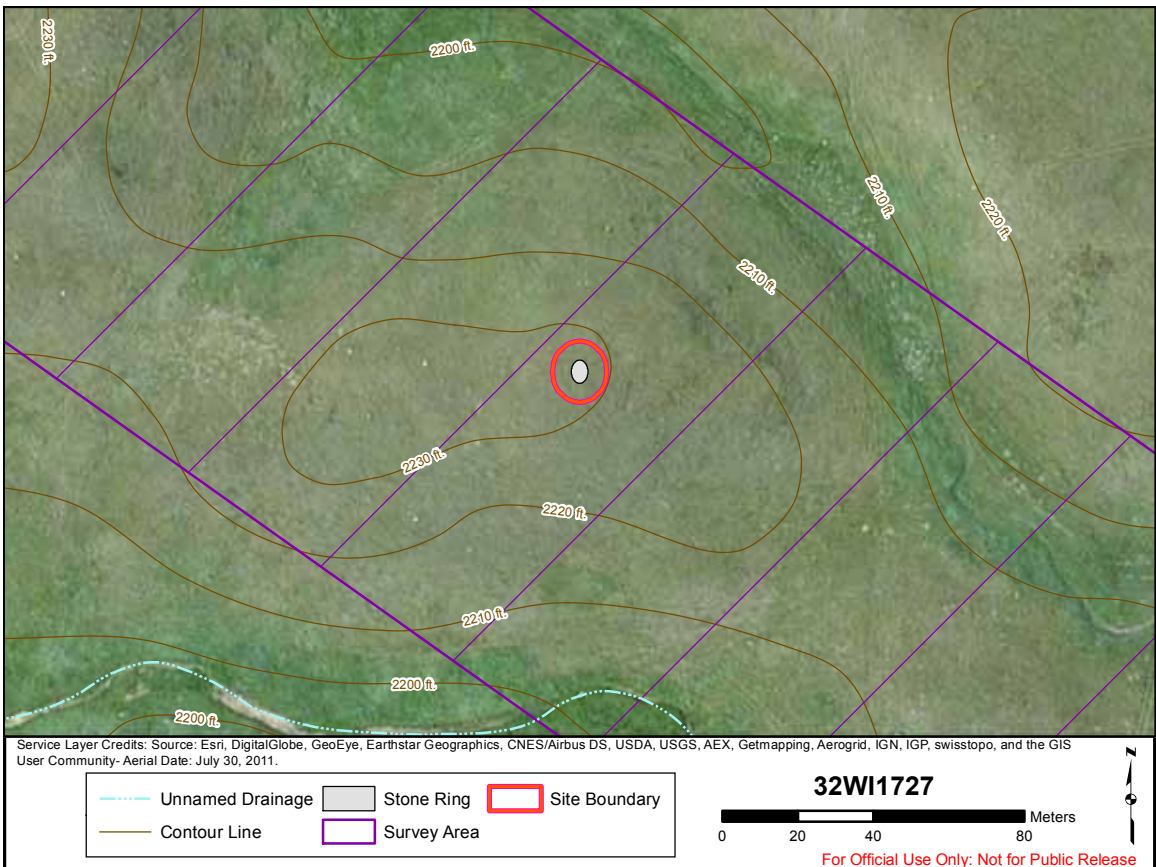 2230 ft.
2200 ft.
2210 ft.
2220 ft.
2210 ft.
2230 ft.
2220 ft.
2210 ft.
2200 ft.
2200 ft.
Service Layer Credits: Source: Esri, DigitalGlobe, GeoEye, Earthstar Geographics, CNES/Airbus DS, USDA, USGS, AEX, Getmapping, Aerogrid, IGN, IGP, swisstopo, and the GIS
User Community- Aerial Date: July 30, 2011.
Unnamed Drainage
Stone Ring
Site Boundary
Contour Line
Survey Area
32WI1727
Meters
0 20 40 80
For Official Use Only: Not for Public Release
Z